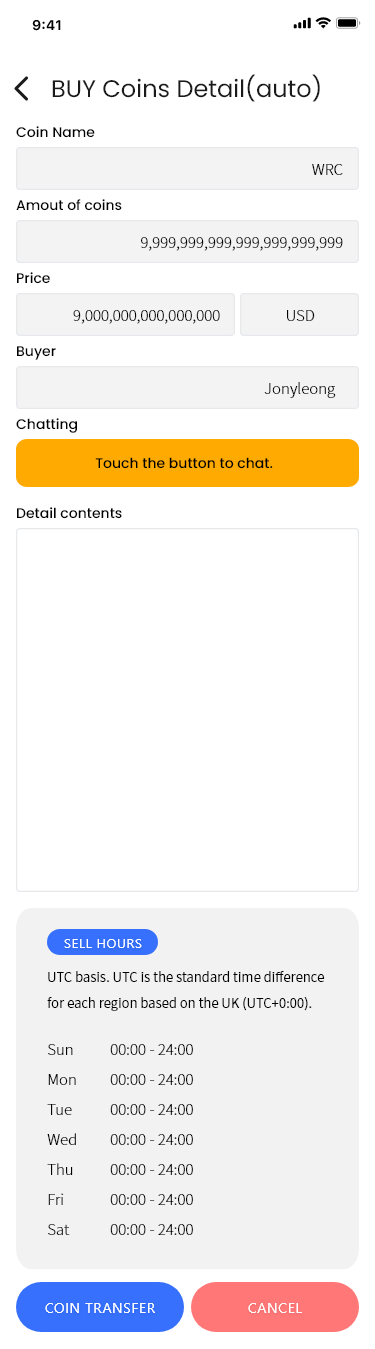 9:41
BUY Coins Detail(auto)
Coin Name
WRC
Amout of coins
9,999,999,999,999,999,999,999
Price
9,000,000,000,000,000 USD
Buyer
Jonyleong
Chatting
Touch the button to chat.
Detail contents
SELL HOURS
UTC basis. UTC is the standard time difference
for each region based on the UK (UTC+0:00).
Sun 00:00 - 24:00
Mon 00:00 - 24:00
Tue 00:00 - 24:00
Wed 00:00 - 24:00
Thu 00:00 - 24:00
Fri 00:00 - 24:00
Sat 00:00 - 24:00
COIN TRANSFER CANCEL